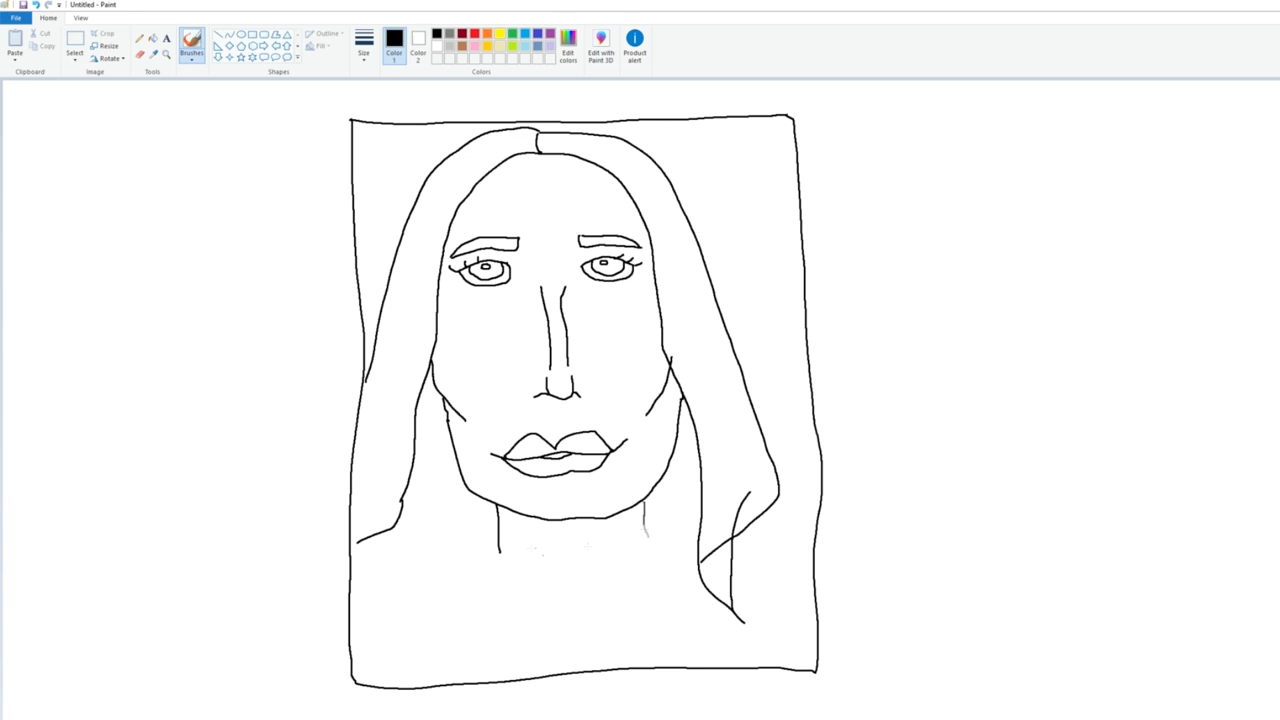 Untitled - Paint
File Home View
Paste
Cut
Copy
Clipboard
Select
Crop
Resize
Rotate
Image
Tools
A
Brushes
Outline
Fill
Shapes
Size
Color 1
Color 2
Edit colors
Colors
Edit with Paint 3D
Product alert